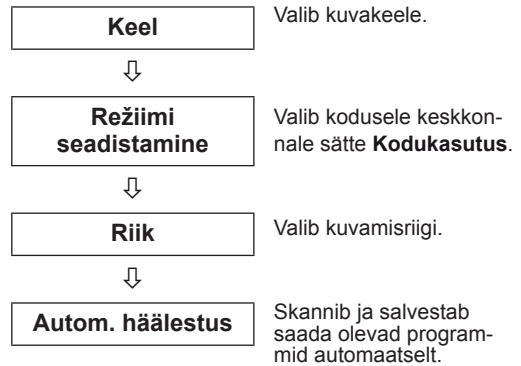 Keel
Valib kuvakeele.
Režiimi
seadistamine
Valib kodusele keskkon-
nale sätte Kodukasutus.
Riik
Valib kuvamisriigi.
Autom. häälestus
Skannib ja salvestab
saada olevad program-
mid automaatselt.